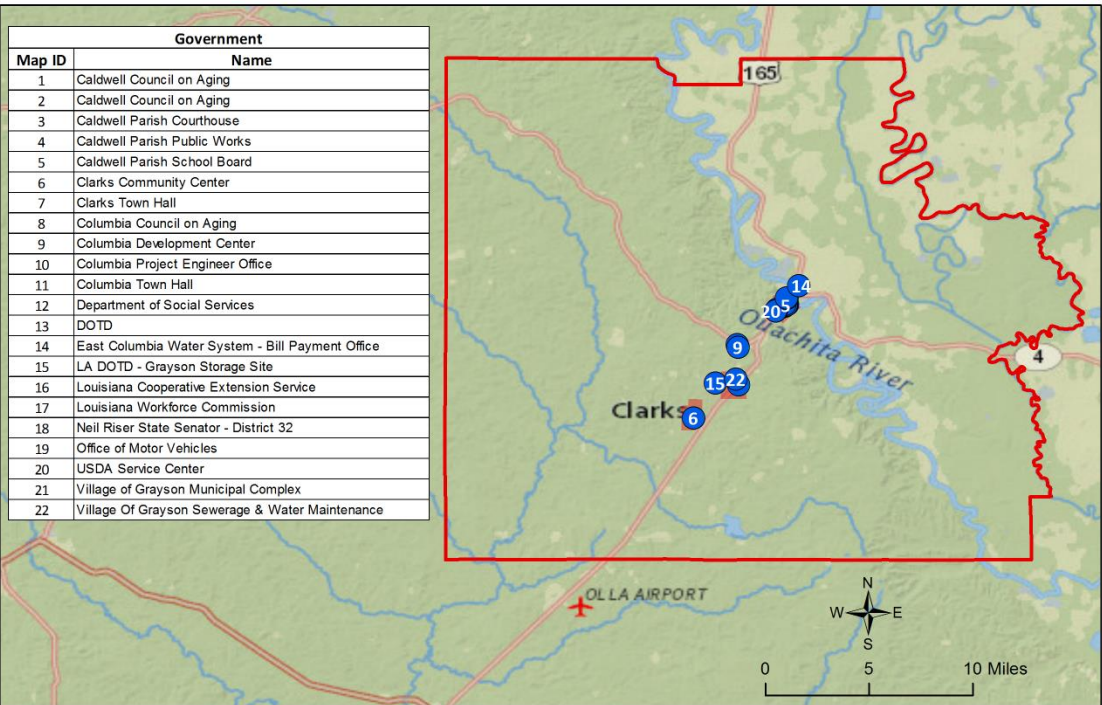 Government
Map ID Name
1 Caldwell Council on Aging
2 Caldwell Council on Aging
3 Caldwell Parish Courthouse
4 Caldwell Parish Public Works
5 Caldwell Parish School Board
6 Clarks Community Center
7 Clarks Town Hall
8 Columbia Council on Aging
9 Columbia Development Center
10 Columbia Project Engineer Office
11 Columbia Town Hall
12 Department of Social Services
13 DOTD
14 East Columbia Water System - Bill Payment Office
15 LA DOTD - Grayson Storage Site
16 Louisiana Cooperative Extension Service
17 Louisiana Workforce Commission
18 Neil Riser State Senator - District 32
19 Office of Motor Vehicles
20 USDA Service Center
21 Village of Grayson Municipal Complex
22 Village Of Grayson Sewerage & Water Maintenance
165
14
5
20
Ouachita River
9
4
15
22
Clarks
6
OLLA AIRPORT
N
W E
S
0 5 10 Miles